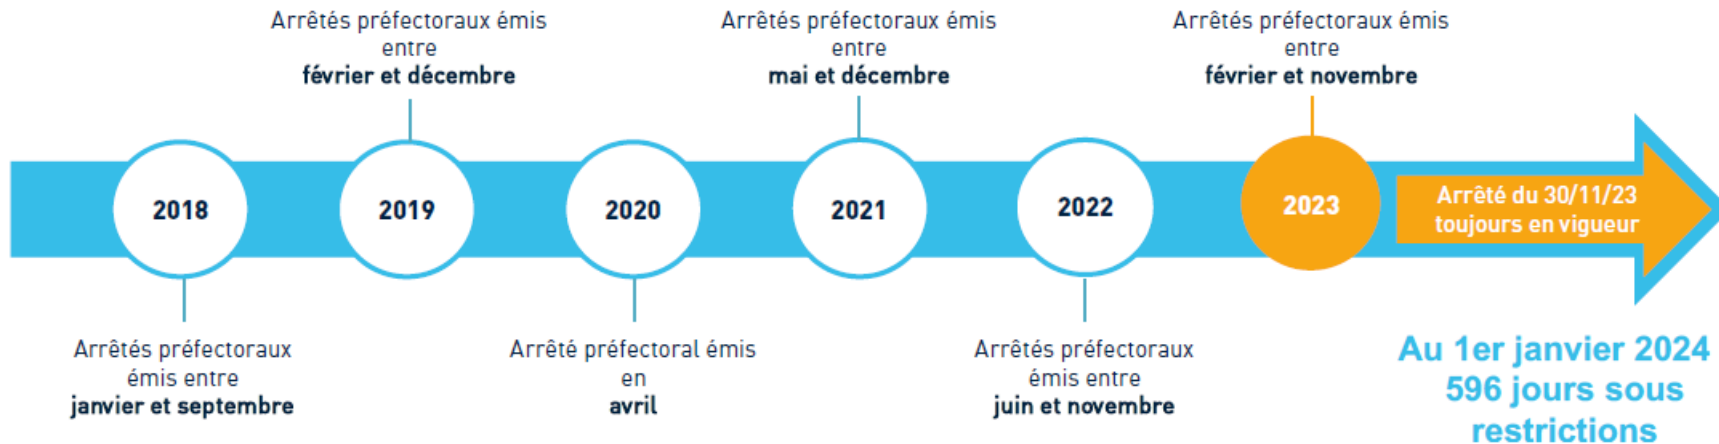 Arrêtés préfectoraux émis
entre
février et décembre
Arrêtés préfectoraux émis
entre
mai et décembre
Arrêtés préfectoraux émis
entre
février et novembre
2018
2019
2020
2021
2022
2023
Arrêté du 30/11/23
toujours en vigueur
Arrêtés préfectoraux
émis entre
janvier et septembre
Arrêté préfectoral émis
en
avril
Arrêtés préfectoraux
émis entre
juin et novembre
Au 1er janvier 2024
596 jours sous
restrictions